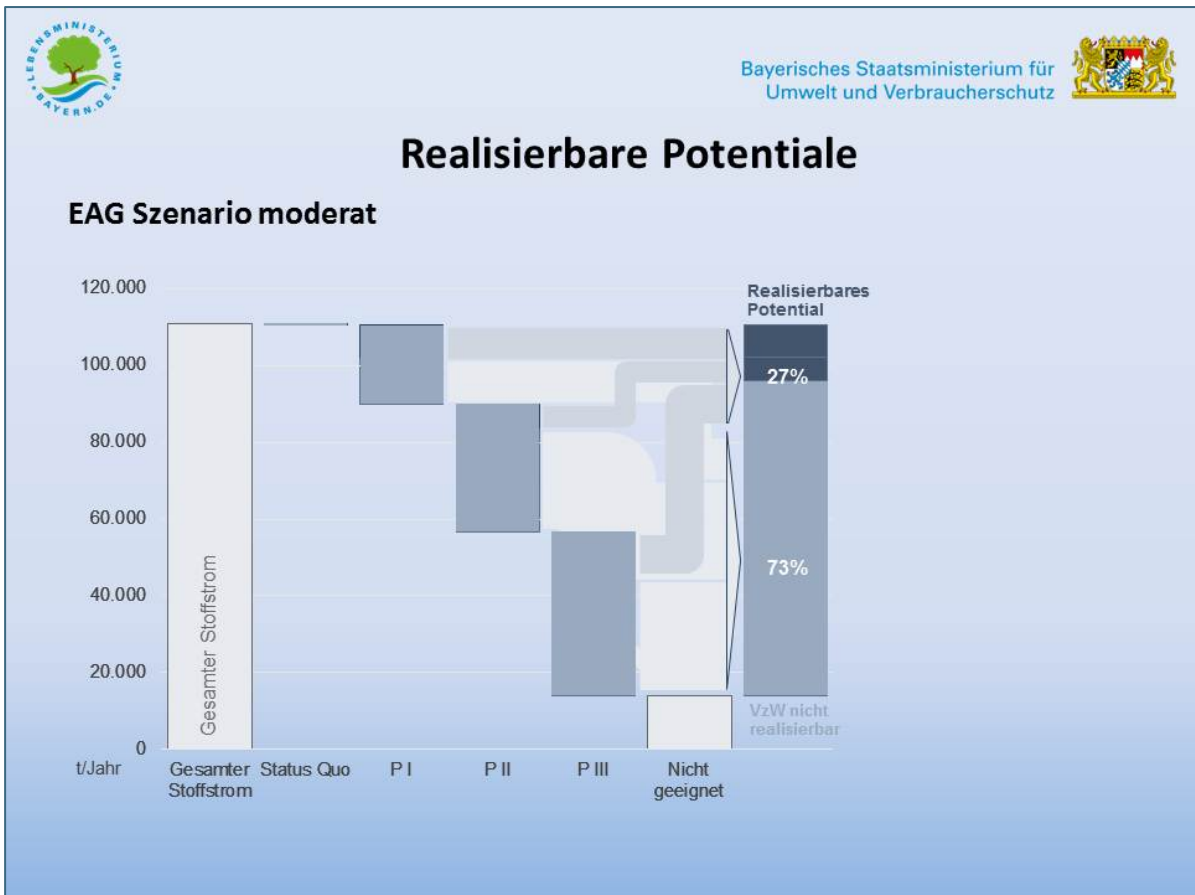 LEBENSMINISTERIUM
BAYERN.DE
Bayerisches Staatsministerium für
Umwelt und Verbraucherschutz
Realisierbare Potentiale
EAG Szenario moderat
120.000
100.000
80.000
60.000
40.000
20.000
0
t/Jahr
Gesamter Stoffstrom
Realisierbares
Potential
27%
73%
VzW nicht
realisierbar
Gesamter
Stoffstrom
Status Quo
P I
P II
P III
Nicht
geeignet